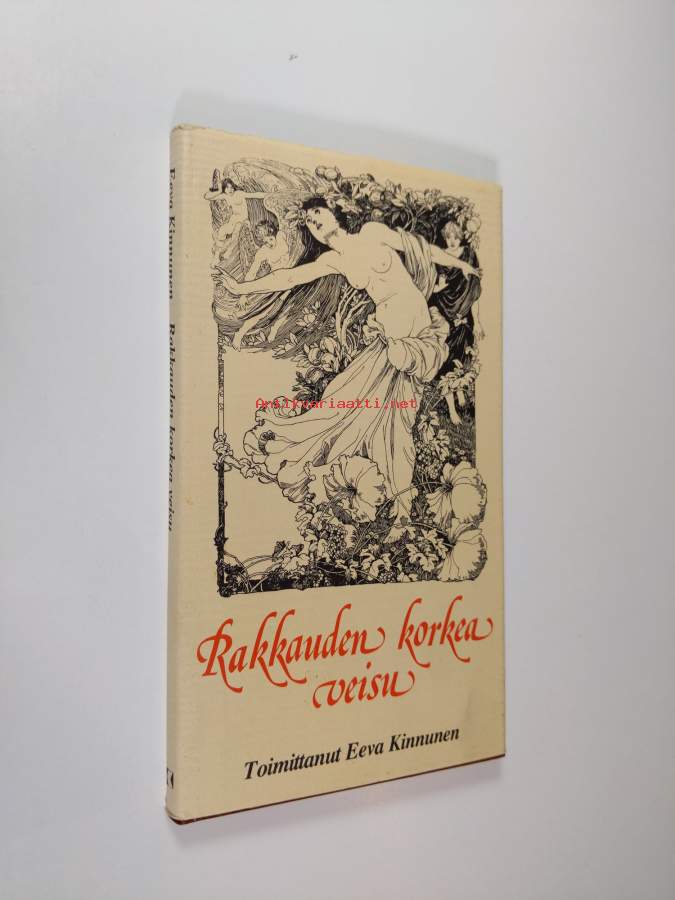 Eeva Kinnunen Rakkauden korkea veisu
Antikvariaatti.net
Rakkauden korkea
veisu
Toimittanut Eeva Kinnunen